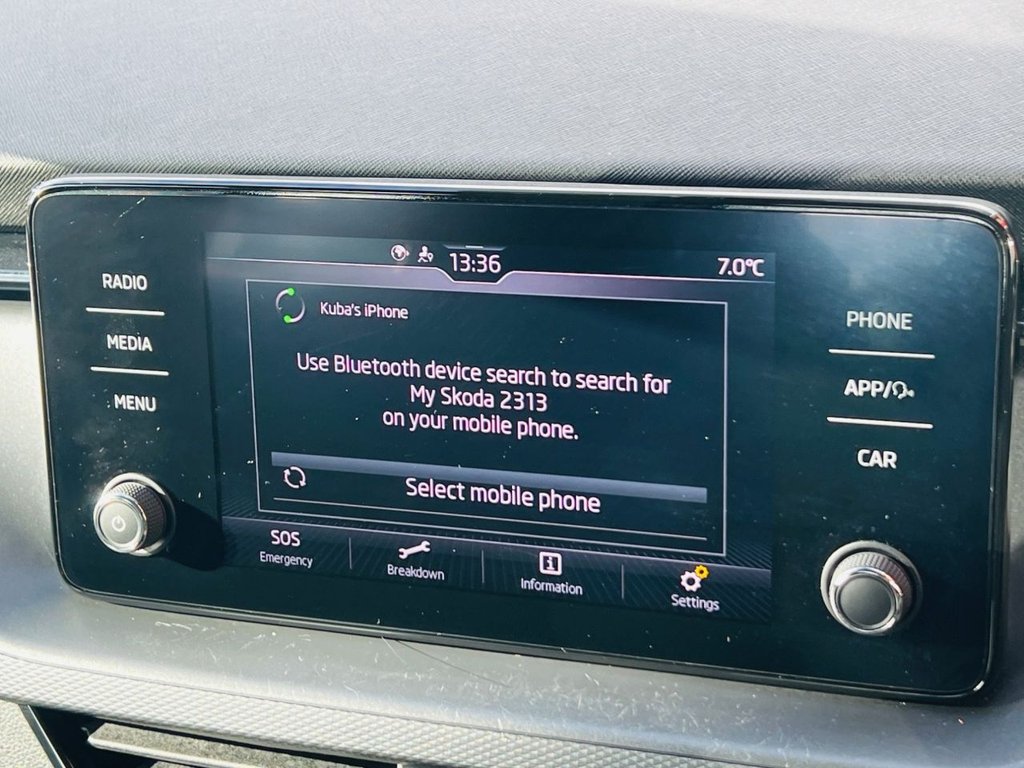 13:36
7.0°C
RADIO
MEDIA
MENU
Kuba's iPhone
Use Bluetooth device search to search for
My Skoda 2313
on your mobile phone.
Select mobile phone
SOS
Emergency
Breakdown
Information
Settings
PHONE
APP/
CAR